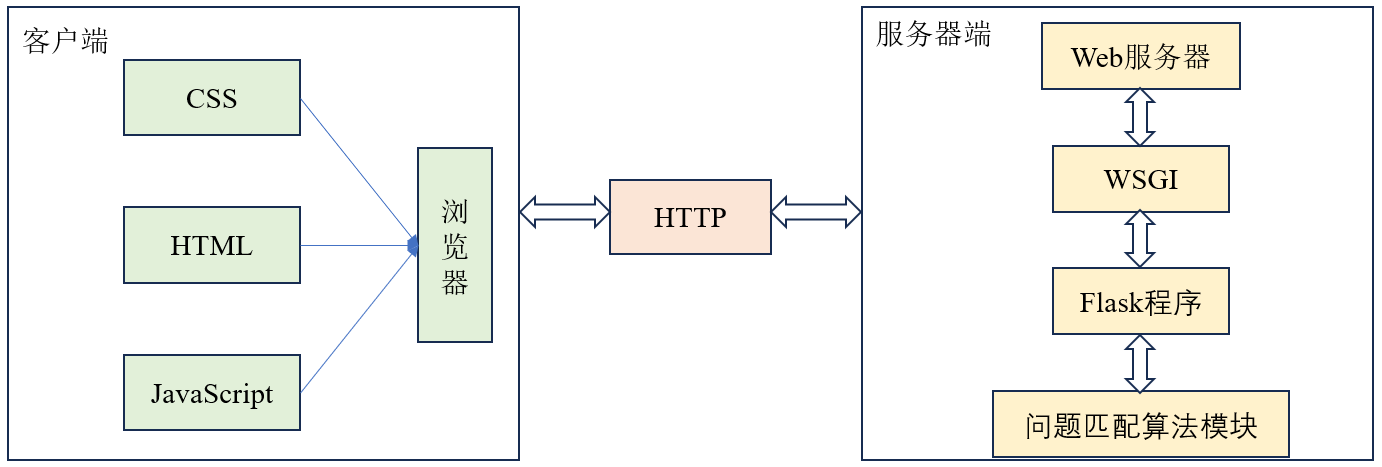 客户端
CSS
HTML
JavaScript
浏
览
器
HTTP
服务器端
Web服务器
WSGI
Flask程序
问题匹配算法模块